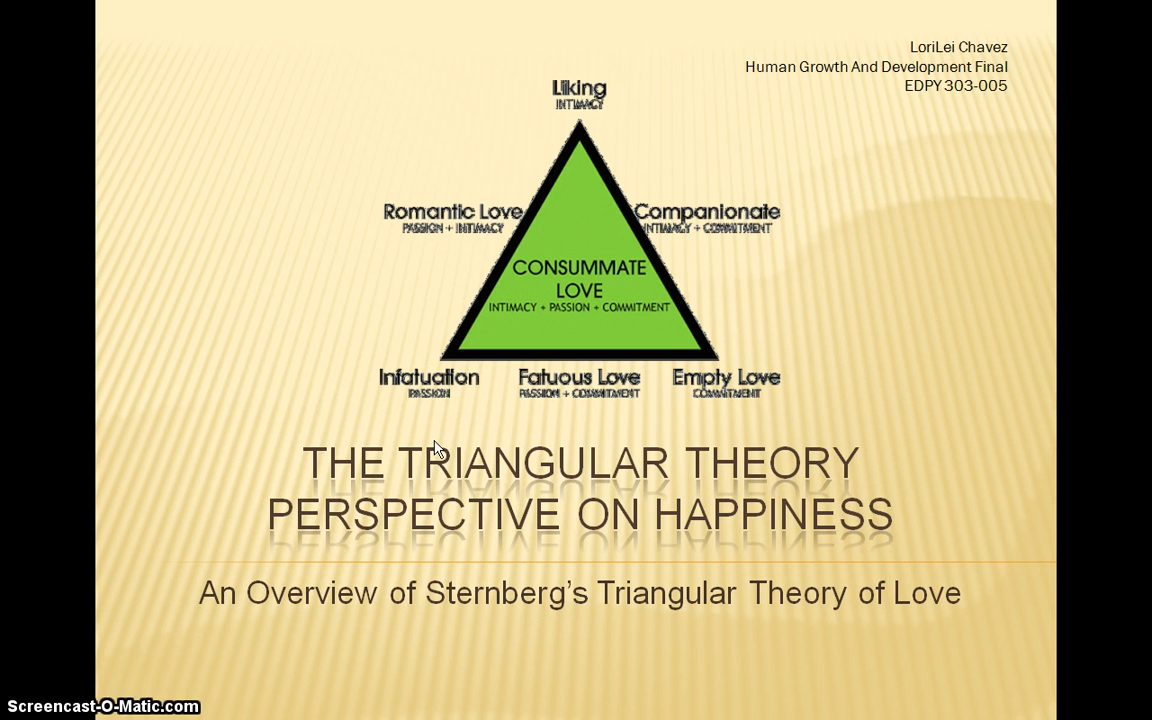 LoriLei Chavez
Human Growth And Development Final
EDPY 303-005
Liking
INTIMACY
Romantic Love
PASSION + INTIMACY
Companionate
INTIMACY + COMMITMENT
CONSUMMATE
LOVE
INTIMACY + PASSION + COMMITMENT
Infatuation
PASSION
Fatuous Love
PASSION + COMMITMENT
Empty Love
COMMITMENT
THE TRIANGULAR THEORY
PERSPECTIVE ON HAPPINESS
An Overview of Sternberg's Triangular Theory of Love
Screencast-O-Matic.com